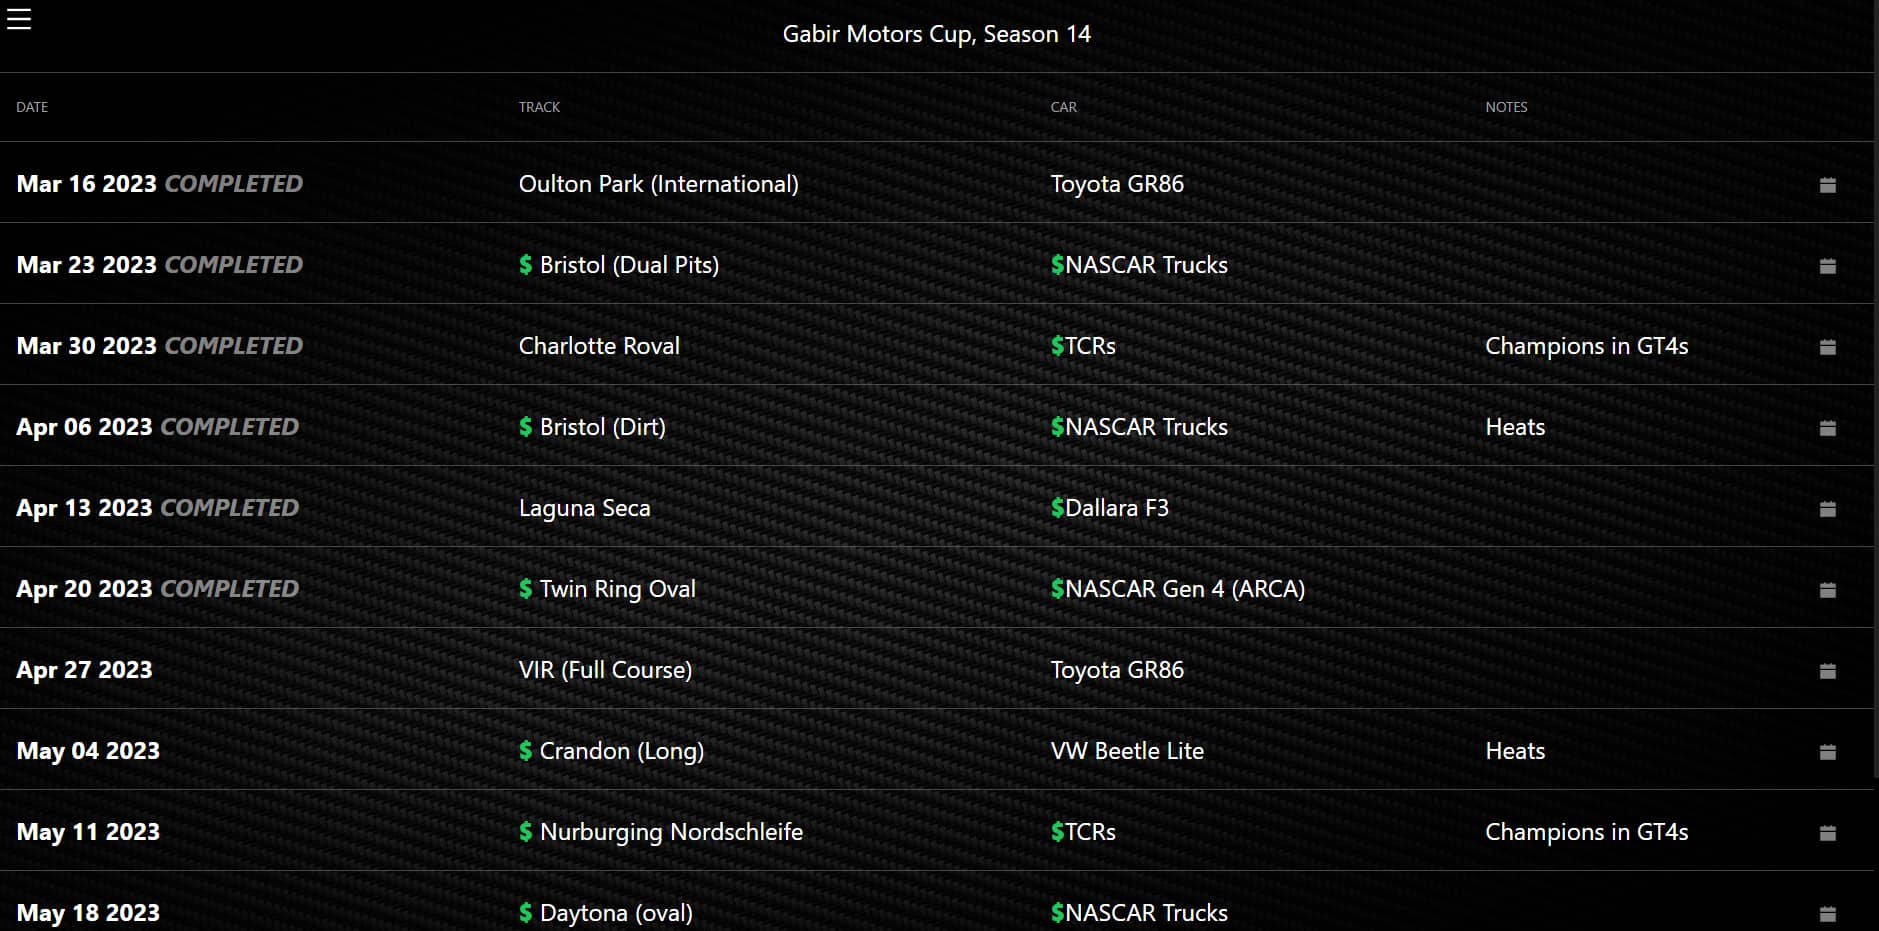 Gabir Motors Cup, Season 14
DATE TRACK CAR NOTES
Mar 16 2023 COMPLETED Oulton Park (International) Toyota GR86
Mar 23 2023 COMPLETED $ Bristol (Dual Pits) $NASCAR Trucks
Mar 30 2023 COMPLETED Charlotte Roval $TCRs Champions in GT4s
Apr 06 2023 COMPLETED $ Bristol (Dirt) $NASCAR Trucks Heats
Apr 13 2023 COMPLETED Laguna Seca $Dallara F3
Apr 20 2023 COMPLETED $ Twin Ring Oval $NASCAR Gen 4 (ARCA)
Apr 27 2023 VIR (Full Course) Toyota GR86
May 04 2023 $ Crandon (Long) VW Beetle Lite Heats
May 11 2023 $ Nurburging Nordschleife $TCRs Champions in GT4s
May 18 2023 $ Daytona (oval) $NASCAR Trucks